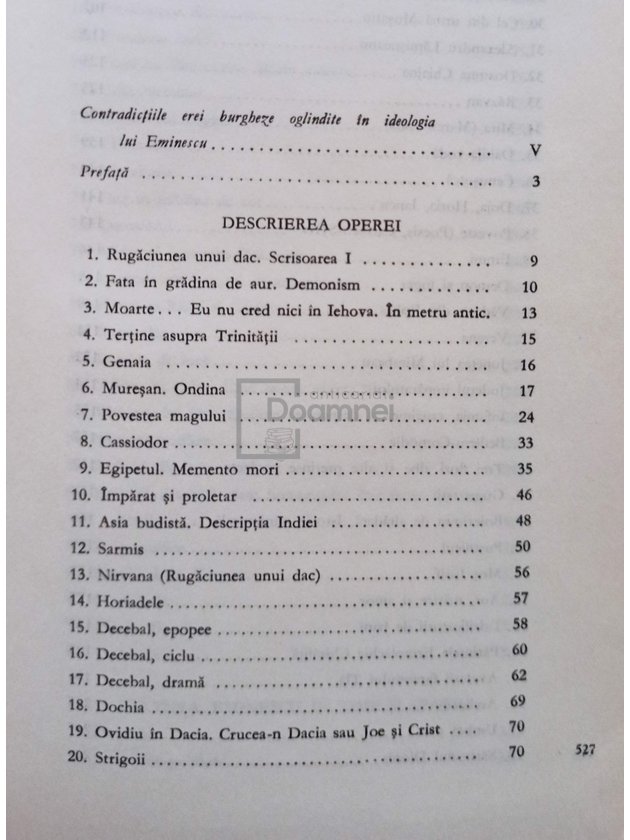 Contradicțiile erei burgheze oglindite în ideologia
lui Eminescu . . . . . . . . . . . . . . . . . . . . . . . . . . . . . V
Prefață . . . . . . . . . . . . . . . . . . . . . . . . . . . . . . . . . . 3
DESCRIEREA OPEREI
1. Rugăciunea unui dac. Scrisoarea I . . . . . . . . . . . . . 9
2. Fata în grădina de aur. Demonism . . . . . . . . . . . . . 10
3. Moarte . . . Eu nu cred nici în Iehova. În metru antic. 13
4. Terține asupra Trinității . . . . . . . . . . . . . . . . . . . 15
5. Genaia . . . . . . . . . . . . . . . . . . . . . . . . . . . . . . . 16
6. Mureșan. Ondina . . . . . . . . . . . . . . . . . . . . . . . . 17
7. Povestea magului . . . . . . . . . . . . . . . . . . . . . . . . 24
8. Cassiodor . . . . . . . . . . . . . . . . . . . . . . . . . . . . . . 33
9. Egipetul. Memento mori . . . . . . . . . . . . . . . . . . . . 35
10. Împărat și proletar . . . . . . . . . . . . . . . . . . . . . . . 46
11. Asia budistă. Descripția Indiei . . . . . . . . . . . . . . . 48
12. Sarmis . . . . . . . . . . . . . . . . . . . . . . . . . . . . . . . . 50
13. Nirvana (Rugăciunea unui dac) . . . . . . . . . . . . . . . 56
14. Horiadele . . . . . . . . . . . . . . . . . . . . . . . . . . . . . . 57
15. Decebal, epopee . . . . . . . . . . . . . . . . . . . . . . . . . 58
16. Decebal, ciclu . . . . . . . . . . . . . . . . . . . . . . . . . . . 60
17. Decebal, dramă . . . . . . . . . . . . . . . . . . . . . . . . . . 62
18. Dochia . . . . . . . . . . . . . . . . . . . . . . . . . . . . . . . . 69
19. Ovidiu în Dacia. Crucea-n Dacia sau Joe și Crist . . . . 70
20. Strigoii . . . . . . . . . . . . . . . . . . . . . . . . . . . . . . . . 70
527
anticariate
Doamnei